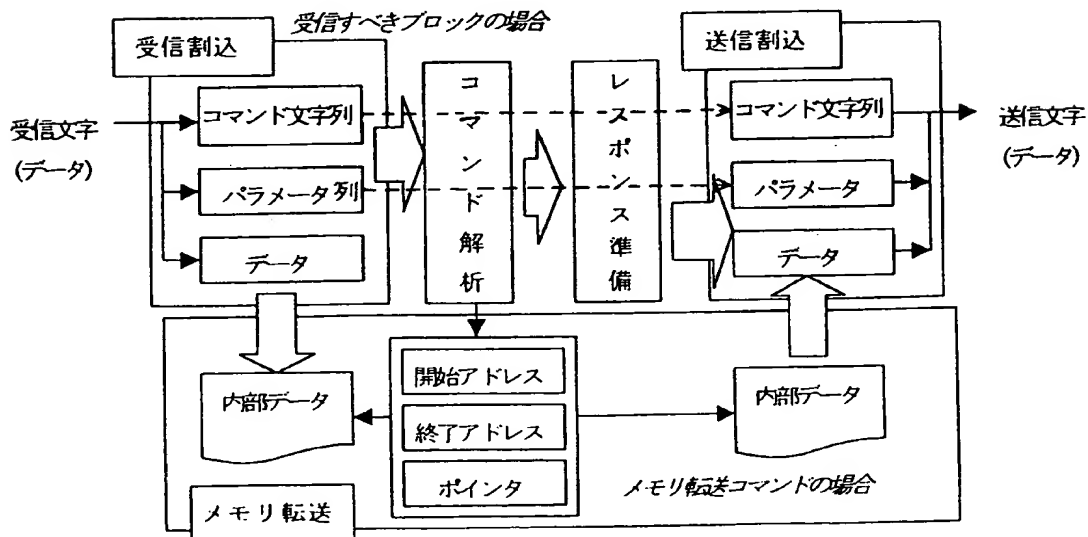 受信すべきブロックの場合
受信割込
送信割込
受信文字
(データ)
コマンド文字列
パラメータ列
データ
コマンド解析
レスポンス準備
コマンド文字列
パラメータ
データ
送信文字
(データ)
内部データ
開始アドレス
終了アドレス
ポインタ
内部データ
メモリ転送コマンドの場合
メモリ転送